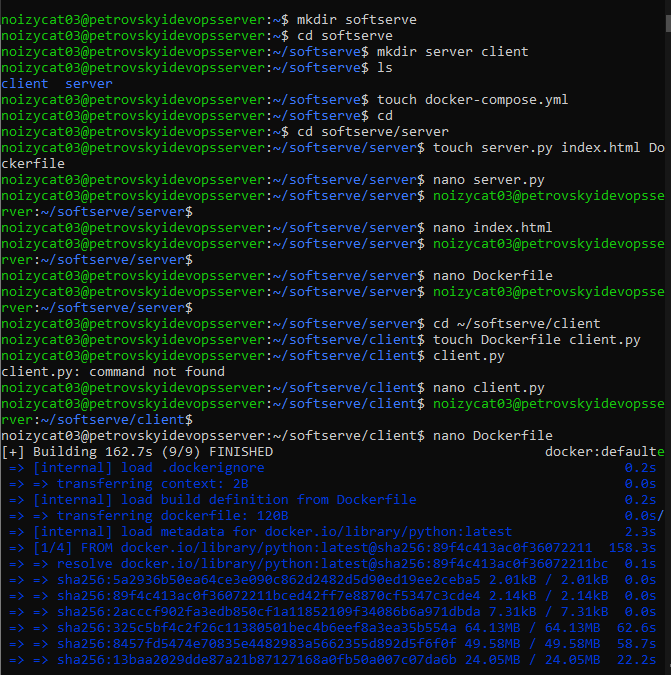 noizycat03@petrovskyidevopsserver:~$ mkdir softserve
noizycat03@petrovskyidevopsserver:~$ cd softserve
noizycat03@petrovskyidevopsserver:~/softserve$ mkdir server client
noizycat03@petrovskyidevopsserver:~/softserve$ ls
client  server
noizycat03@petrovskyidevopsserver:~/softserve$ touch docker-compose.yml
noizycat03@petrovskyidevopsserver:~/softserve$ cd
noizycat03@petrovskyidevopsserver:~$ cd softserve/server
noizycat03@petrovskyidevopsserver:~/softserve/server$ touch server.py index.html Do
ckerfile
noizycat03@petrovskyidevopsserver:~/softserve/server$ nano server.py
noizycat03@petrovskyidevopsserver:~/softserve/server$ noizycat03@petrovskyidevopsse
rver:~/softserve/server$
noizycat03@petrovskyidevopsserver:~/softserve/server$ nano index.html
noizycat03@petrovskyidevopsserver:~/softserve/server$ noizycat03@petrovskyidevopsse
rver:~/softserve/server$
noizycat03@petrovskyidevopsserver:~/softserve/server$ nano Dockerfile
noizycat03@petrovskyidevopsserver:~/softserve/server$ noizycat03@petrovskyidevopsse
rver:~/softserve/server$
noizycat03@petrovskyidevopsserver:~/softserve/server$ cd ~/softserve/client
noizycat03@petrovskyidevopsserver:~/softserve/client$ touch Dockerfile client.py
noizycat03@petrovskyidevopsserver:~/softserve/client$ client.py
client.py: command not found
noizycat03@petrovskyidevopsserver:~/softserve/client$ nano client.py
noizycat03@petrovskyidevopsserver:~/softserve/client$ noizycat03@petrovskyidevopsse
rver:~/softserve/client$
noizycat03@petrovskyidevopsserver:~/softserve/client$ nano Dockerfile
[+] Building 162.7s (9/9) FINISHED                                  docker:defaulte
 => [internal] load .dockerignore                                             0.2s
 => => transferring context: 2B                                               0.0s
 => [internal] load build definition from Dockerfile                          0.2s
 => => transferring dockerfile: 120B                                          0.0s/
 => [internal] load metadata for docker.io/library/python:latest              2.3s
 => [1/4] FROM docker.io/library/python:latest@sha256:89f4c413ac0f36072211  158.3s
 => => resolve docker.io/library/python:latest@sha256:89f4c413ac0f36072211bc  0.1s
 => => sha256:5a2936b50ea64ce3e090c862d2482d5d90ed19ee2ceba5 2.01kB / 2.01kB  0.0s
 => => sha256:89f4c413ac0f36072211bced42ff7e8870cf5347c3cde4 2.14kB / 2.14kB  0.0s
 => => sha256:2acccf902fa3edb850cf1a11852109f34086b6a971dbda 7.31kB / 7.31kB  0.0s
 => => sha256:325c5bf4c2f26c11380501bec4b6eef8a3ea35b554a 64.13MB / 64.13MB  62.6s
 => => sha256:8457fd5474e70835e4482983a5662355d892d5f6f0f 49.58MB / 49.58MB  58.7s
 => => sha256:13baa2029dde87a21b87127168a0fb50a007c07da6b 24.05MB / 24.05MB  22.2s